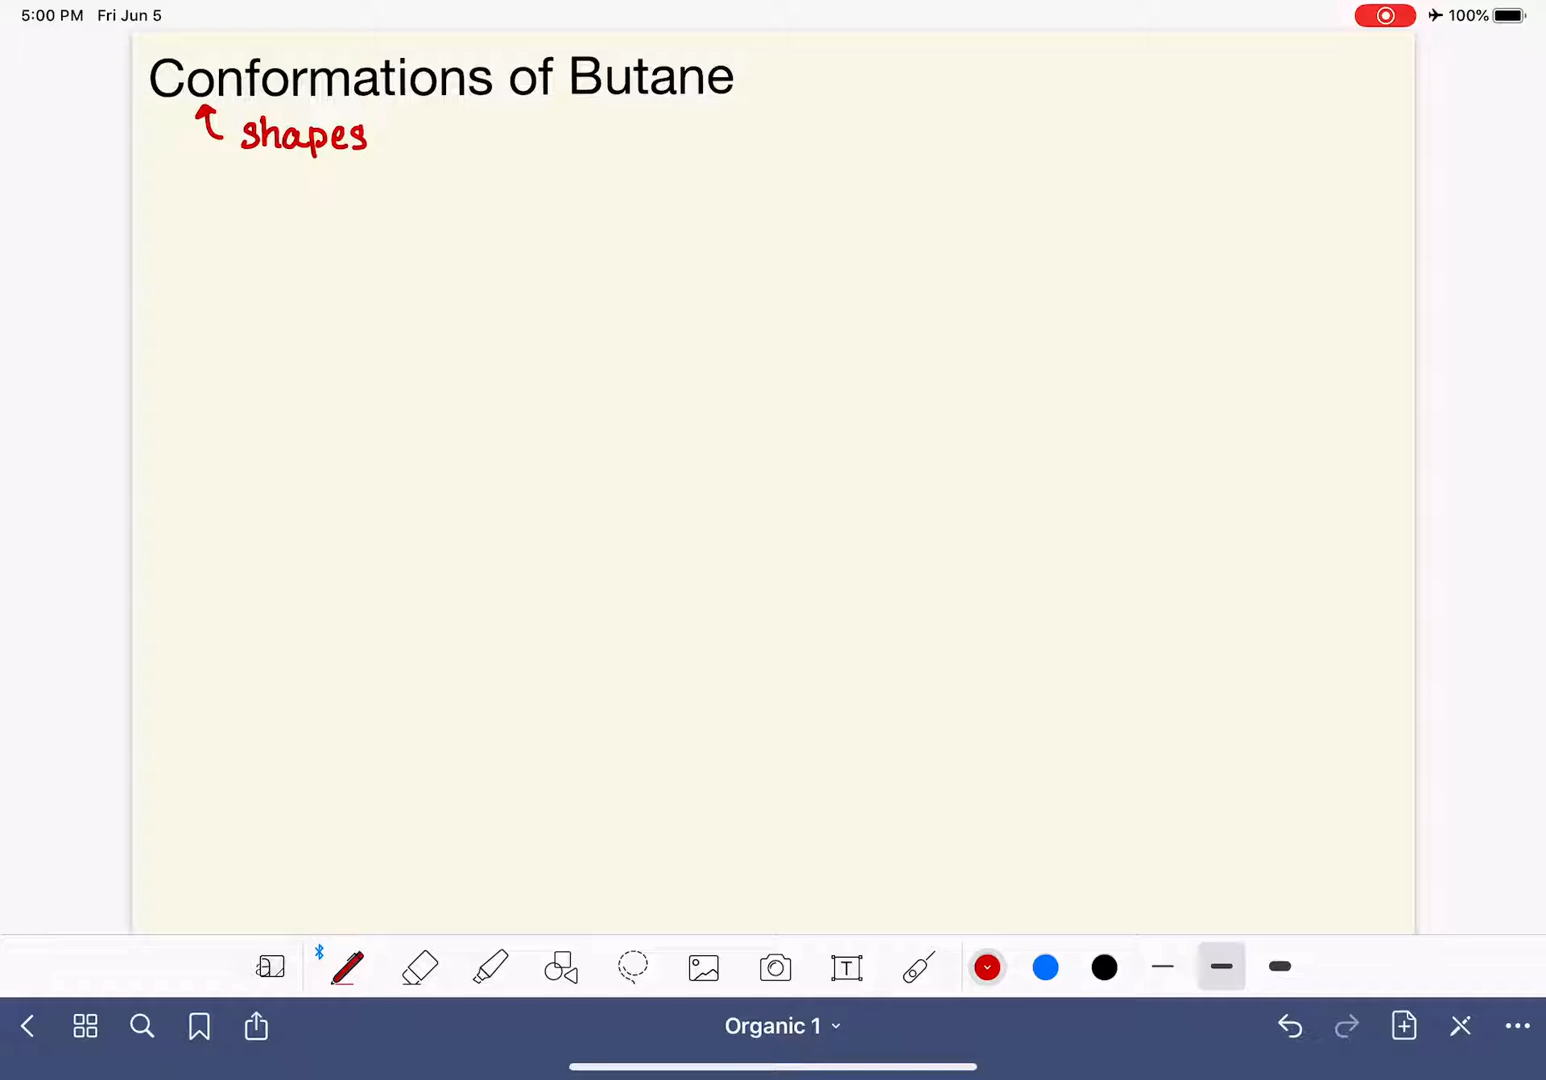 5:00 PM Fri Jun 5
100%
Conformations of Butane
shapes
T
Organic 1